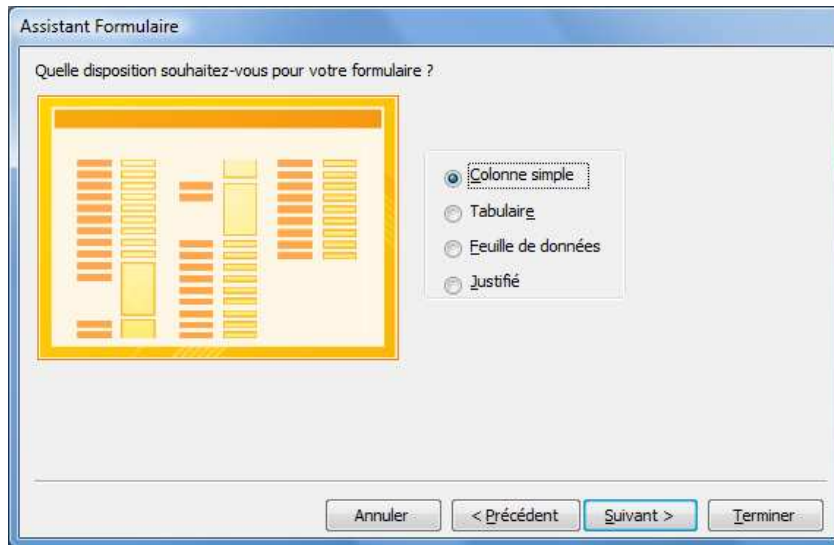 Assistant Formulaire
Quelle disposition souhaitez-vous pour votre formulaire ?
Colonne simple
Tabulaire
Feuille de données
Justifié
Annuler
< Précédent
Suivant >
Terminer